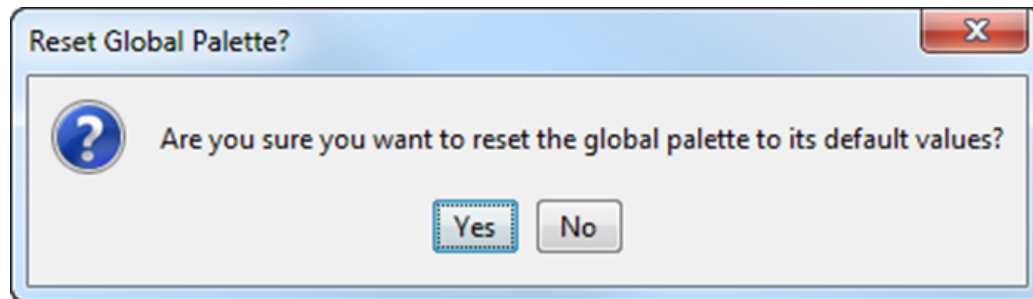 Reset Global Palette?
Are you sure you want to reset the global palette to its default values?
Yes No